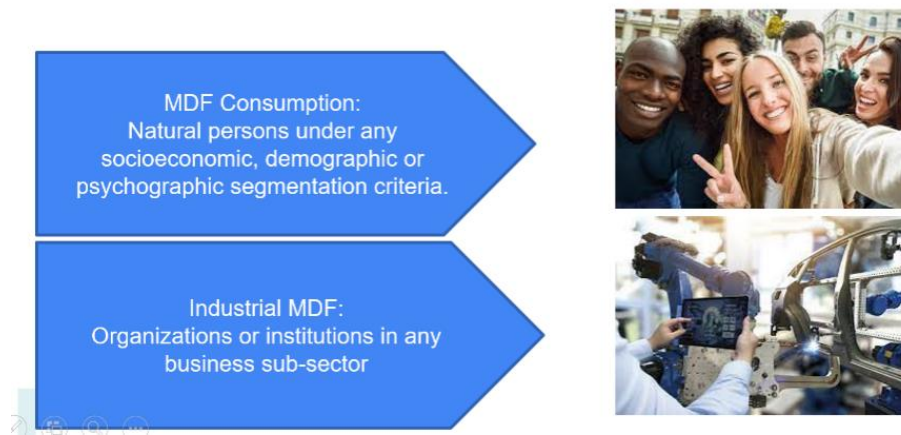 MDF Consumption:
Natural persons under any
socioeconomic, demographic or
psychographic segmentation criteria.
Industrial MDF:
Organizations or institutions in any
business sub-sector